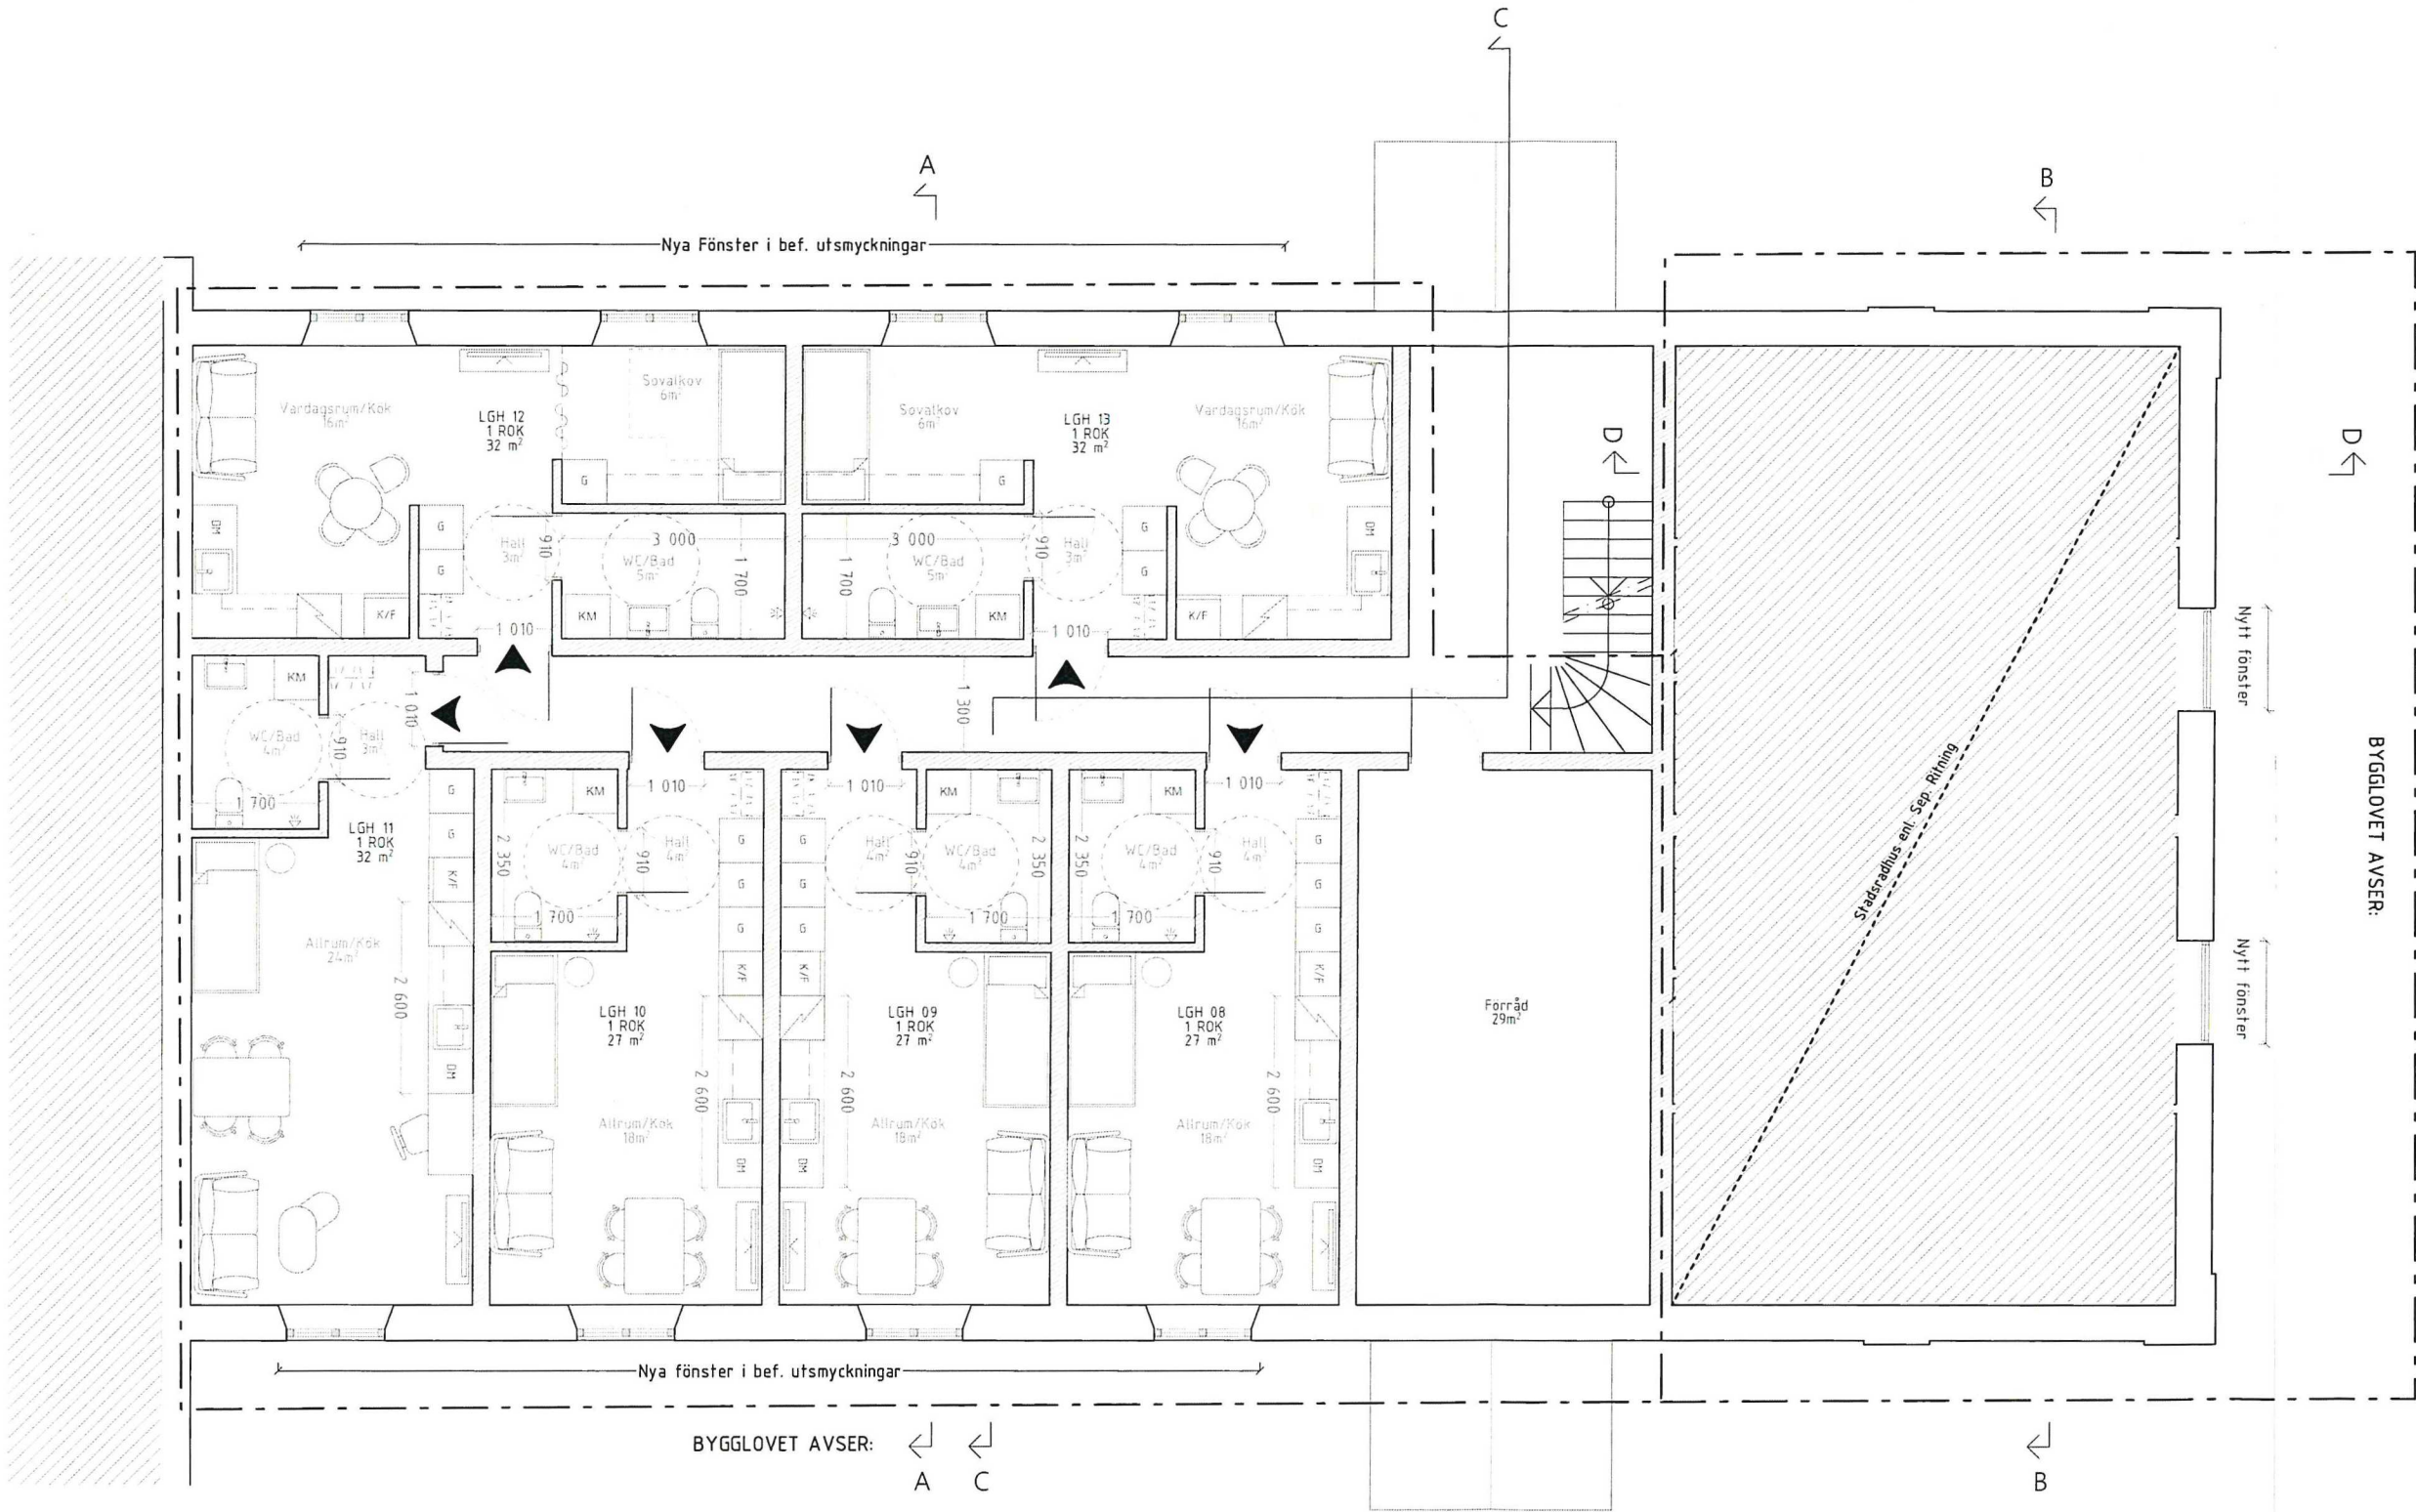 C
A
B
Nya Fönster i bef. utsmyckningar
D
D
Vardagsrum/Kök
16m²
LGH 12
1 ROK
32 m²
Sovalkov
6m²
G
DM
G
G
K/F
Hall
3m²
910
3 000
WC/Bad
5m²
1 700
KM
1 010
Sovalkov
6m²
LGH 13
1 ROK
32 m²
Vardagsrum/Kök
16m²
G
3 000
WC/Bad
5m²
1 700
KM
910
Hall
3m²
G
G
DM
K/F
1 010
1 300
KM
WC/Bad
4m²
910
Hall
3m²
1 010
1 700
LGH 11
1 ROK
32 m²
G
G
K/F
Allrum/Kök
24m²
2 600
DM
KM
1 010
2 350
WC/Bad
4m²
910
Hall
4m²
1 700
G
G
G
K/F
LGH 10
1 ROK
27 m²
2 600
Allrum/Kök
18m²
DM
1 010
KM
G
G
G
K/F
Hall
4m²
910
WC/Bad
4m²
2 350
1 700
LGH 09
1 ROK
27 m²
2 600
Allrum/Kök
18m²
DM
KM
1 010
2 350
WC/Bad
4m²
910
Hall
4m²
1 700
G
G
G
K/F
LGH 08
1 ROK
27 m²
2 600
Allrum/Kök
18m²
DM
Förråd
29m²
Stadsradhus enl. Sep. Ritning
Nytt fönster
Nytt fönster
BYGGLOVET AVSER:
Nya fönster i bef. utsmyckningar
BYGGLOVET AVSER:
A
C
B